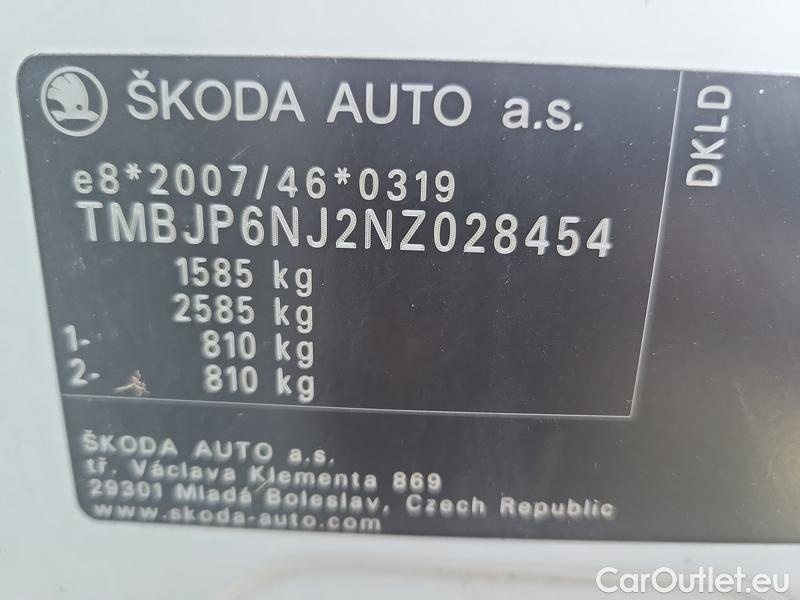 ŠKODA AUTO a.s.
DKLD
e8*2007/46*0319
TMBJP6NJ2NZ028454
1585 kg
2585 kg
1- 810 kg
2- 810 kg
ŠKODA AUTO a.s.
tř. Václava Klementa 869
29301 Mladá Boleslav, Czech Republic
www.skoda-auto.com
CarOutlet.eu